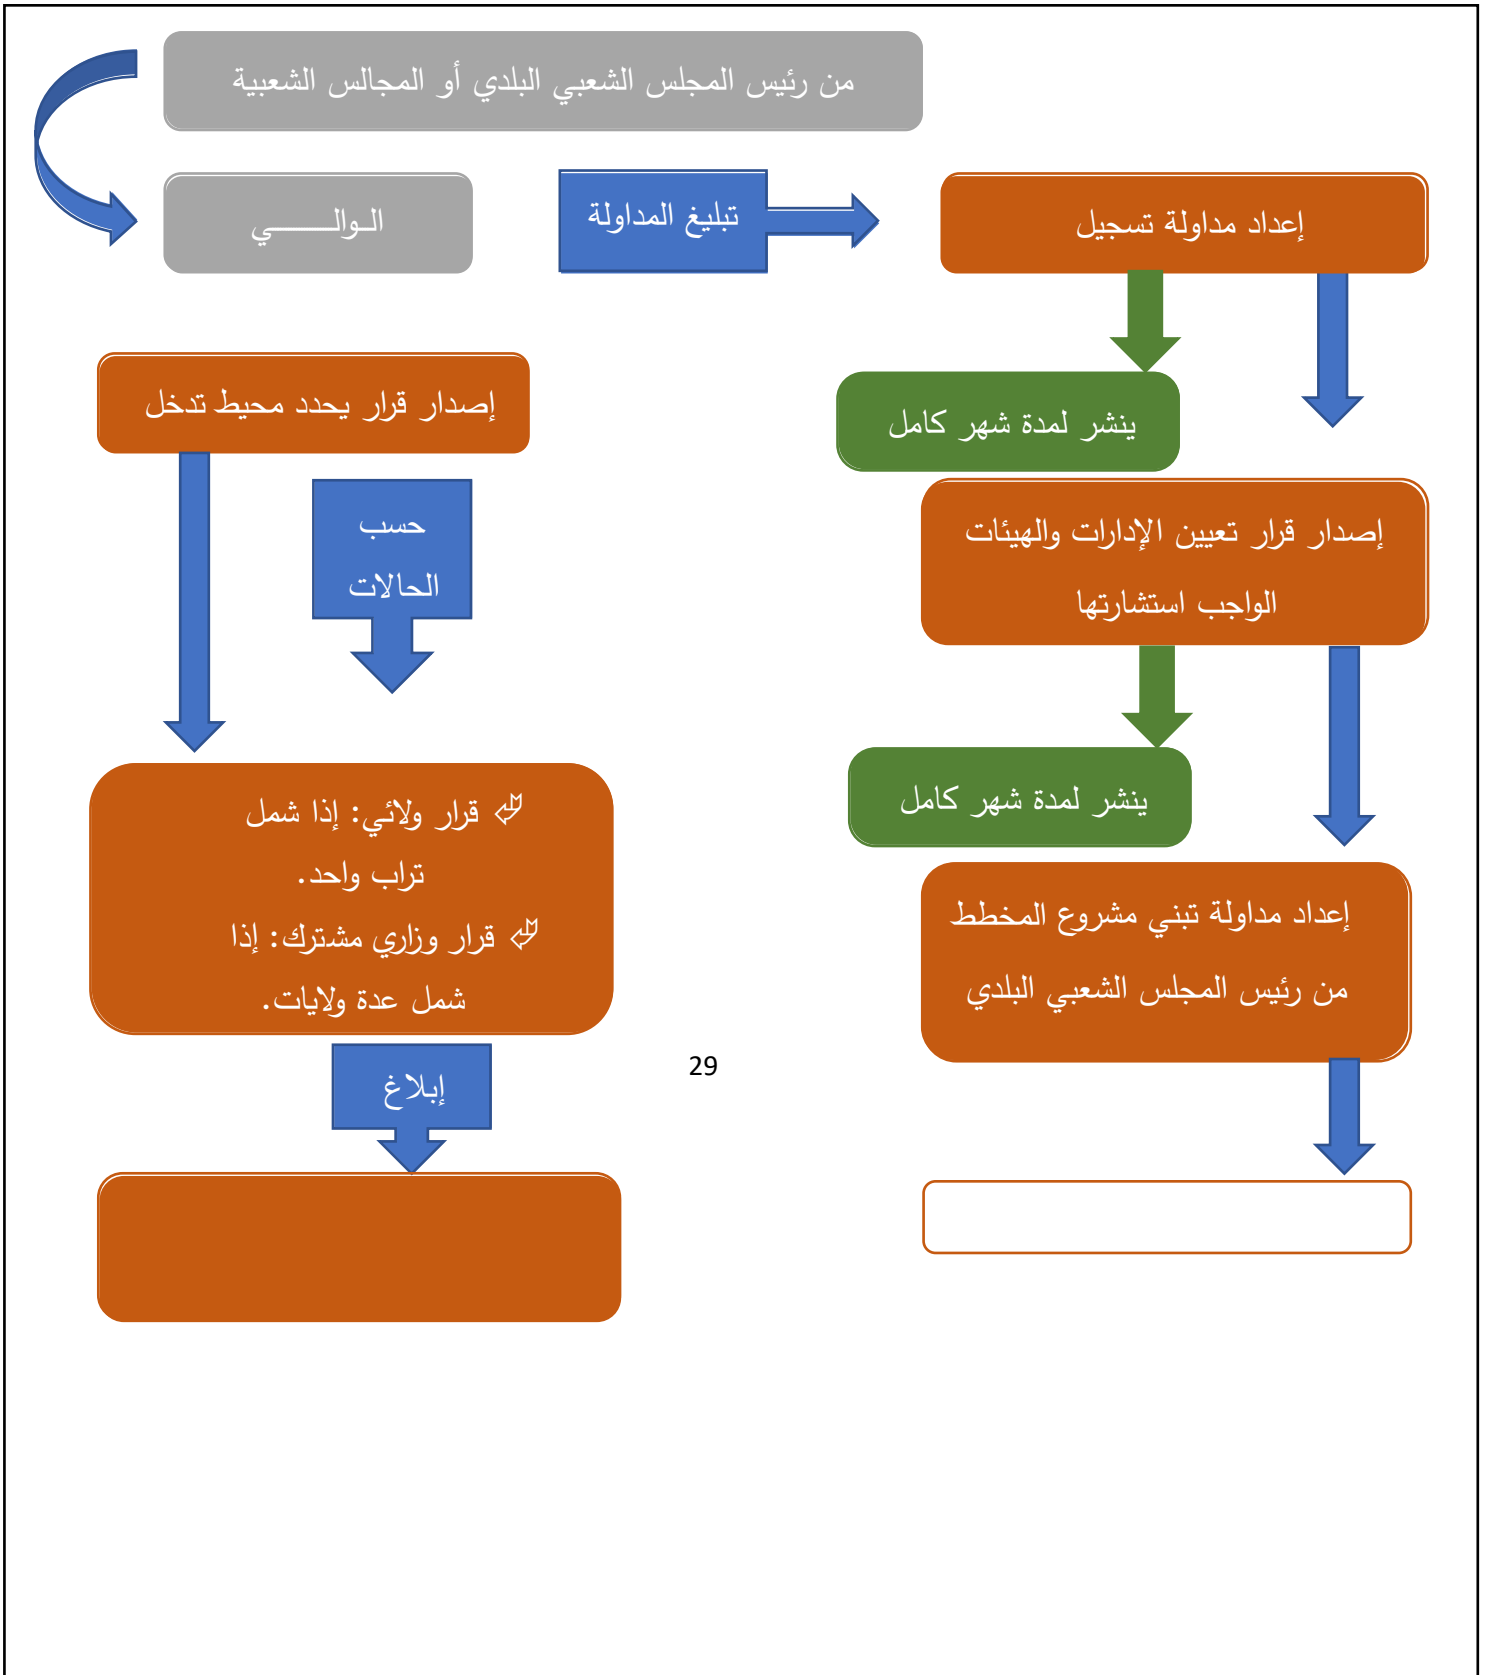 من رئيس المجلس الشعبي البلدي أو المجالس الشعبية
إعداد مداولة تسجيل
تبليغ المداولة
الـوالـــــــي
ينشر لمدة شهر كامل
إصدار قرار يحدد محيط تدخل
إصدار قرار تعيين الإدارات والهيئات
الواجب استشارتها
حسب
الحالات
ينشر لمدة شهر كامل
قرار ولائي: إذا شمل
تراب واحد.
قرار وزاري مشترك: إذا
شمل عدة ولايات.
إعداد مداولة تبني مشروع المخطط
من رئيس المجلس الشعبي البلدي
إبلاغ
29